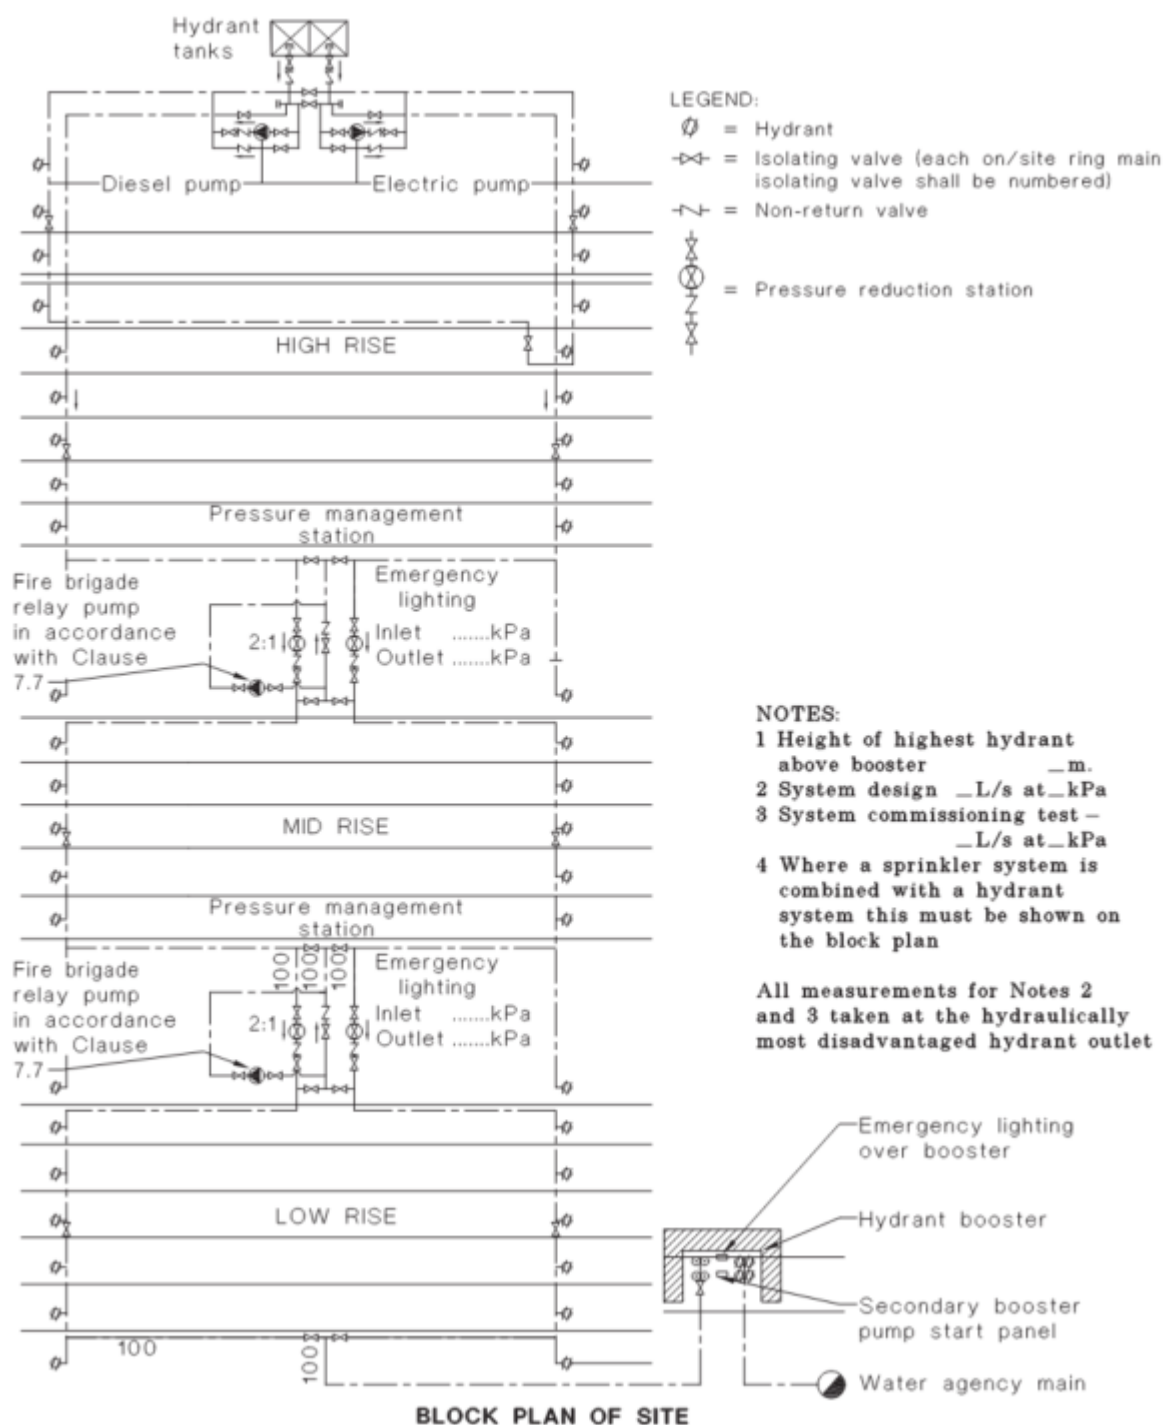 Hydrant
tanks
Diesel pump
Electric pump
LEGEND:
= Hydrant
= Isolating valve (each on/site ring main
isolating valve shall be numbered)
= Non-return valve
= Pressure reduction station
HIGH RISE
Pressure management
station
Fire brigade
relay pump
in accordance
with Clause
7.7
2:1
Emergency
lighting
Inlet .......kPa
Outlet .......kPa
MID RISE
Pressure management
station
100
100
100
Fire brigade
relay pump
in accordance
with Clause
7.7
2:1
Emergency
lighting
Inlet .......kPa
Outlet .......kPa
LOW RISE
100
100
NOTES:
1 Height of highest hydrant
above booster _m.
2 System design _L/s at_kPa
3 System commissioning test –
_L/s at_kPa
4 Where a sprinkler system is
combined with a hydrant
system this must be shown on
the block plan
All measurements for Notes 2
and 3 taken at the hydraulically
most disadvantaged hydrant outlet
Emergency lighting
over booster
Hydrant booster
Secondary booster
pump start panel
Water agency main
BLOCK PLAN OF SITE